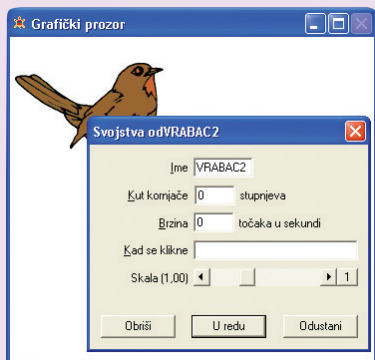 Grafički prozor
Svojstva odVRABAC2
Ime VRABAC2
Kut kornjače 0 stupnjeva
Brzina 0 točaka u sekundi
Kad se klikne
Skala (1,00) 1
Obriši U redu Odustani